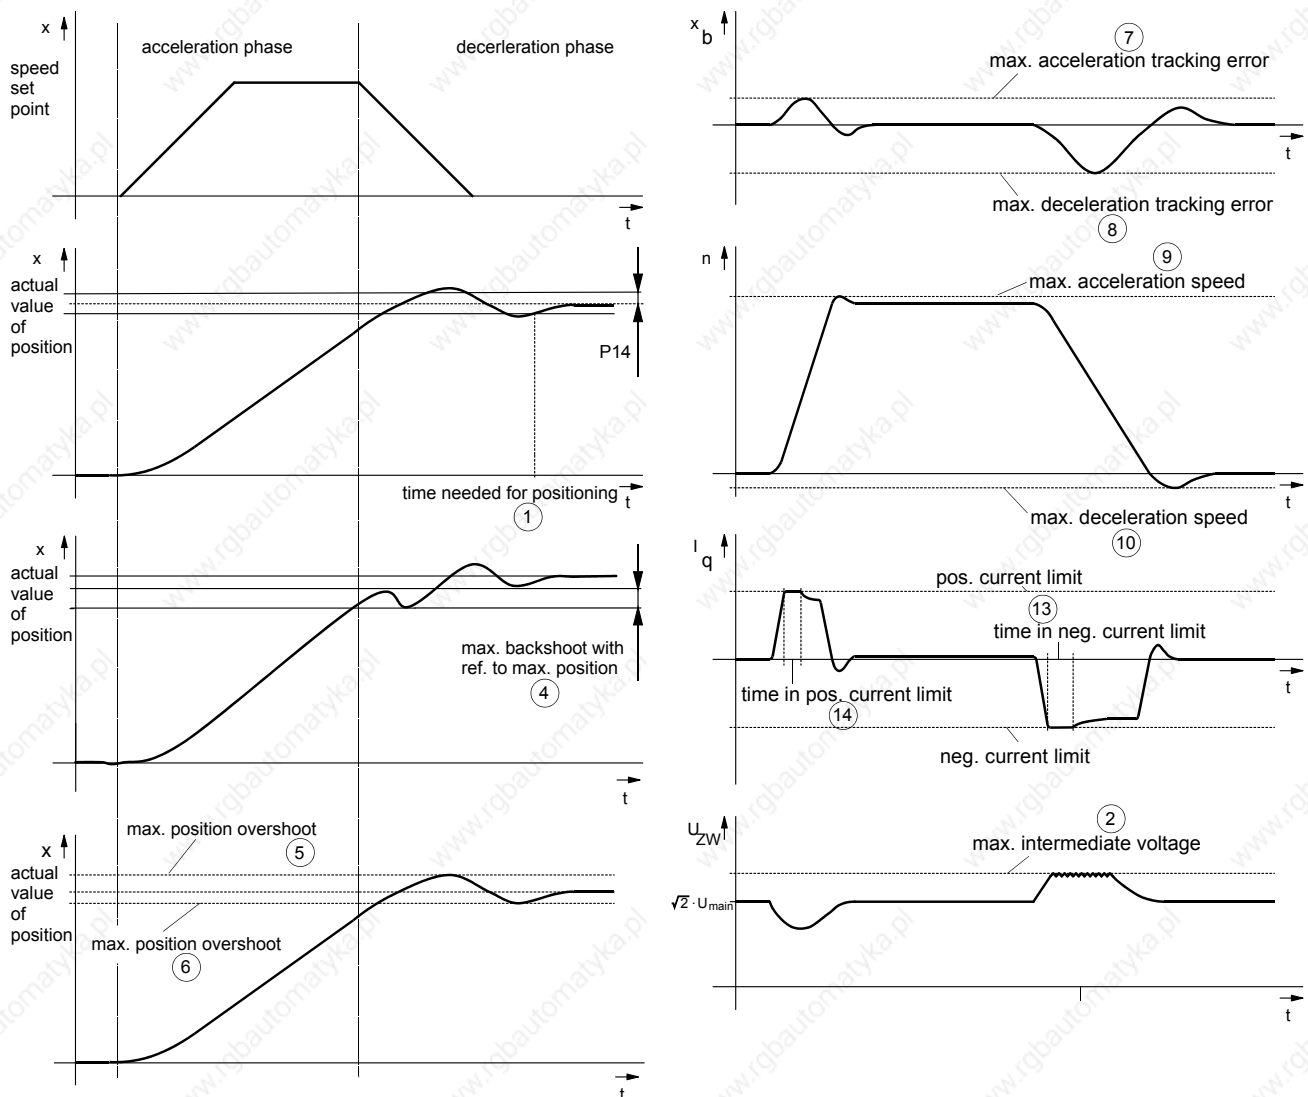 x
acceleration phase
decerleration phase
speed
set
point
t
x
actual
value
of
position
P14
time needed for positioning
t
1
x
actual
value
of
position
max. backshoot with
ref. to max. position
4
t
max. position overshoot
5
x
actual
value
of
position
max. position overshoot
6
t
x b
7
max. acceleration tracking error
t
max. deceleration tracking error
8
n
9
max. acceleration speed
t
max. deceleration speed
10
I q
pos. current limit
13
time in neg. current limit
time in pos. current limit
14
t
neg. current limit
2
U ZW
max. intermediate voltage
√2 · U main
t
www.rgbautomatyka.pl